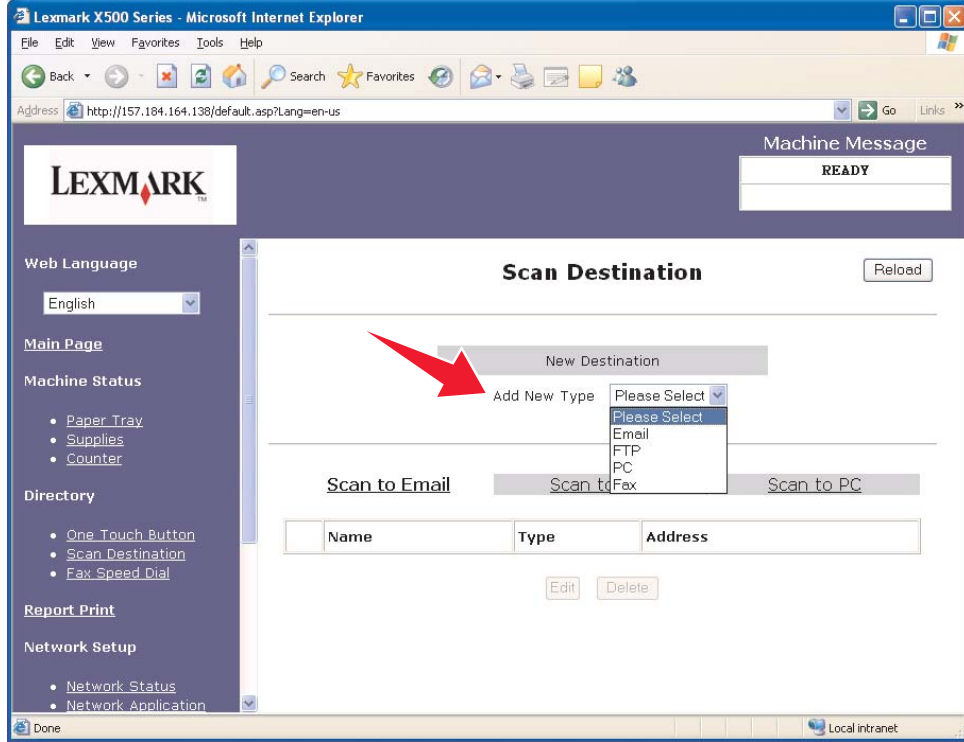 Lexmark X500 Series - Microsoft Internet Explorer
File Edit View Favorites Tools Help
Back Search Favorites
Address http://157.184.164.138/default.asp?Lang=en-us Go Links »
Machine Message
READY
LEXMARK
TM
Web Language
English
Main Page
Machine Status
• Paper Tray
• Supplies
• Counter
Directory
• One Touch Button
• Scan Destination
• Fax Speed Dial
Report Print
Network Setup
• Network Status
• Network Application
Scan Destination
Reload
New Destination
Add New Type Please Select
Please Select
Email
FTP
PC
Fax
Scan to Email Scan t Scan to PC
Name Type Address
Edit Delete
Done Local intranet